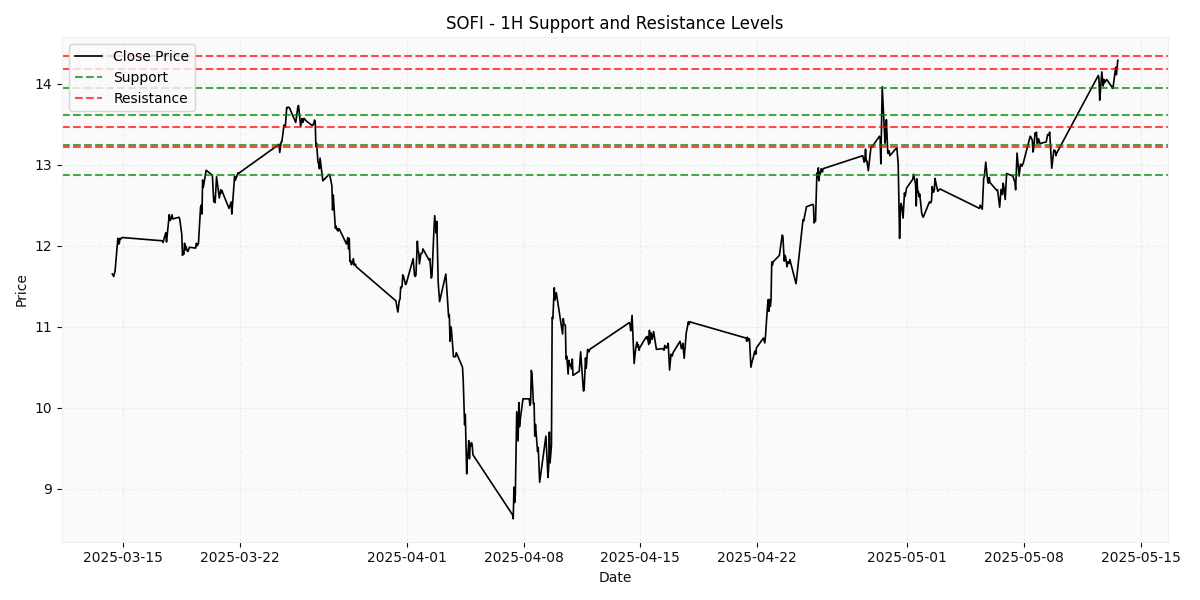 SOFI - 1H Support and Resistance Levels
Close Price
Support
Resistance
Price
14
13
12
11
10
9
2025-03-15 2025-03-22 2025-04-01 2025-04-08 2025-04-15 2025-04-22 2025-05-01 2025-05-08 2025-05-15
Date